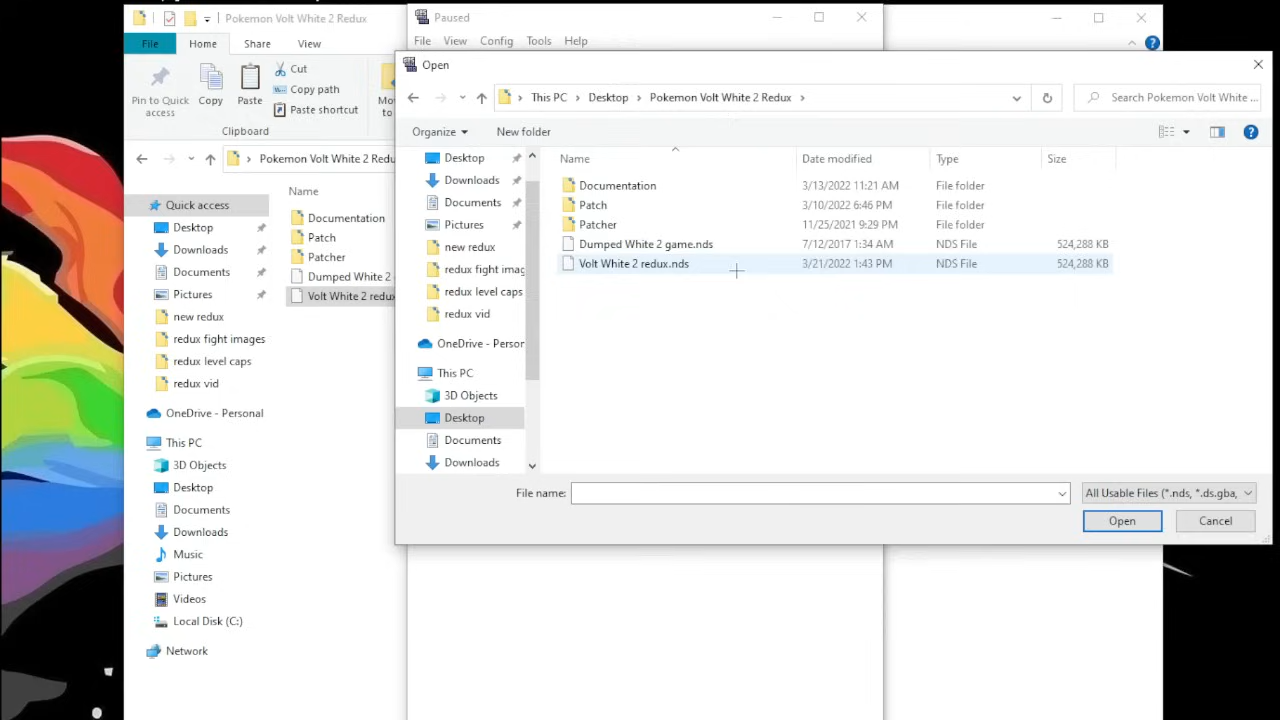 Pokemon Volt White 2 Redux
File
Home
Share
View
Pin to Quick access
Copy
Paste
Cut
Copy path
Paste shortcut
Clipboard
Pokemon Volt White 2 Redu
Quick access
Desktop
Downloads
Documents
Pictures
new redux
redux fight images
redux level caps
redux vid
OneDrive - Personal
This PC
3D Objects
Desktop
Documents
Downloads
Music
Pictures
Videos
Local Disk (C:)
Network
Name
Documentation
Patch
Patcher
Dumped White 2
Volt White 2 redux
Paused
File View Config Tools Help
Open
This PC > Desktop > Pokemon Volt White 2 Redux >
Search Pokemon Volt White ...
Organize
New folder
Desktop
Downloads
Documents
Pictures
new redux
redux fight imag
redux level caps
redux vid
OneDrive - Person
This PC
3D Objects
Desktop
Documents
Downloads
Name Date modified Type Size
Documentation 3/13/2022 11:21 AM File folder
Patch 3/10/2022 6:46 PM File folder
Patcher 11/25/2021 9:29 PM File folder
Dumped White 2 game.nds 7/12/2017 1:34 AM NDS File 524,288 KB
Volt White 2 redux.nds 3/21/2022 1:43 PM NDS File 524,288 KB
File name:
All Usable Files (*.nds, *.ds.gba,
Open
Cancel